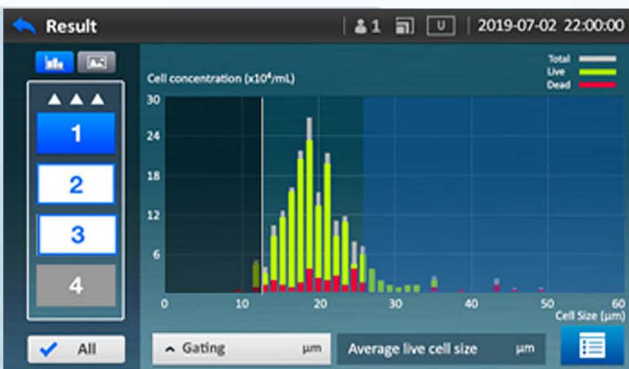 Result
1
U
2019-07-02 22:00:00
Total
Live
Dead
Cell concentration (x10⁴/mL)
30
24
18
12
6
0 10 20 30 40 50 60
Cell Size (μm)
1
2
3
4
All
Gating μm
Average live cell size μm